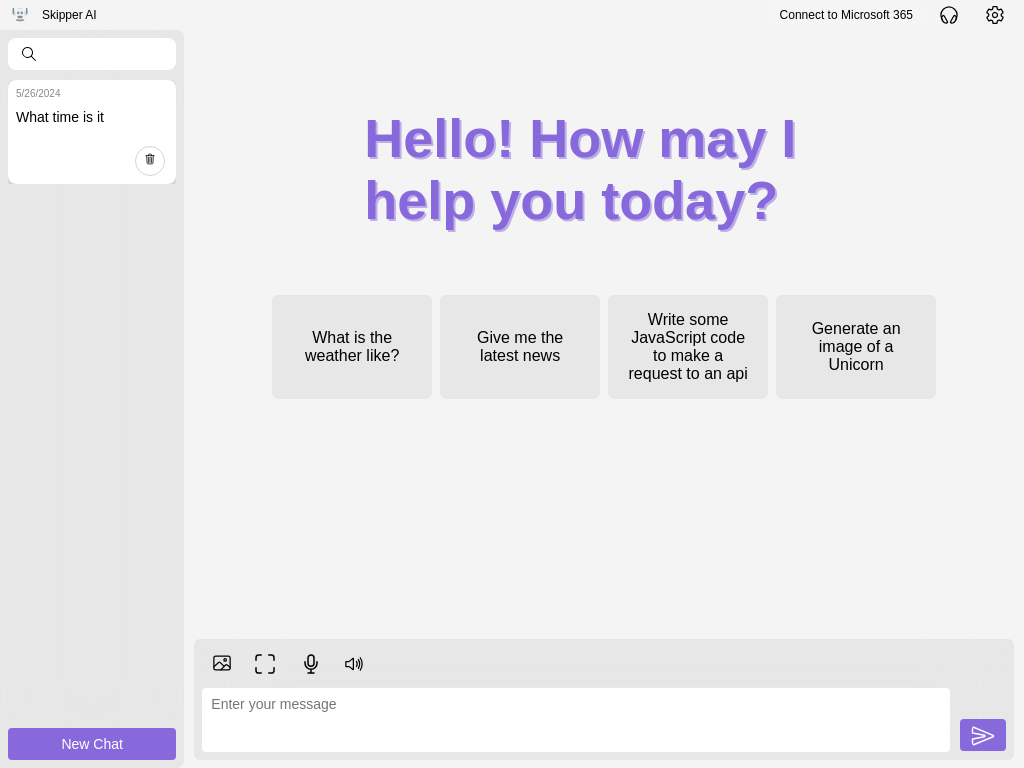 Skipper AI
Connect to Microsoft 365
5/26/2024
What time is it
Hello! How may I
help you today?
What is the
weather like?
Give me the
latest news
Write some
JavaScript code
to make a
request to an api
Generate an
image of a
Unicorn
Enter your message
New Chat